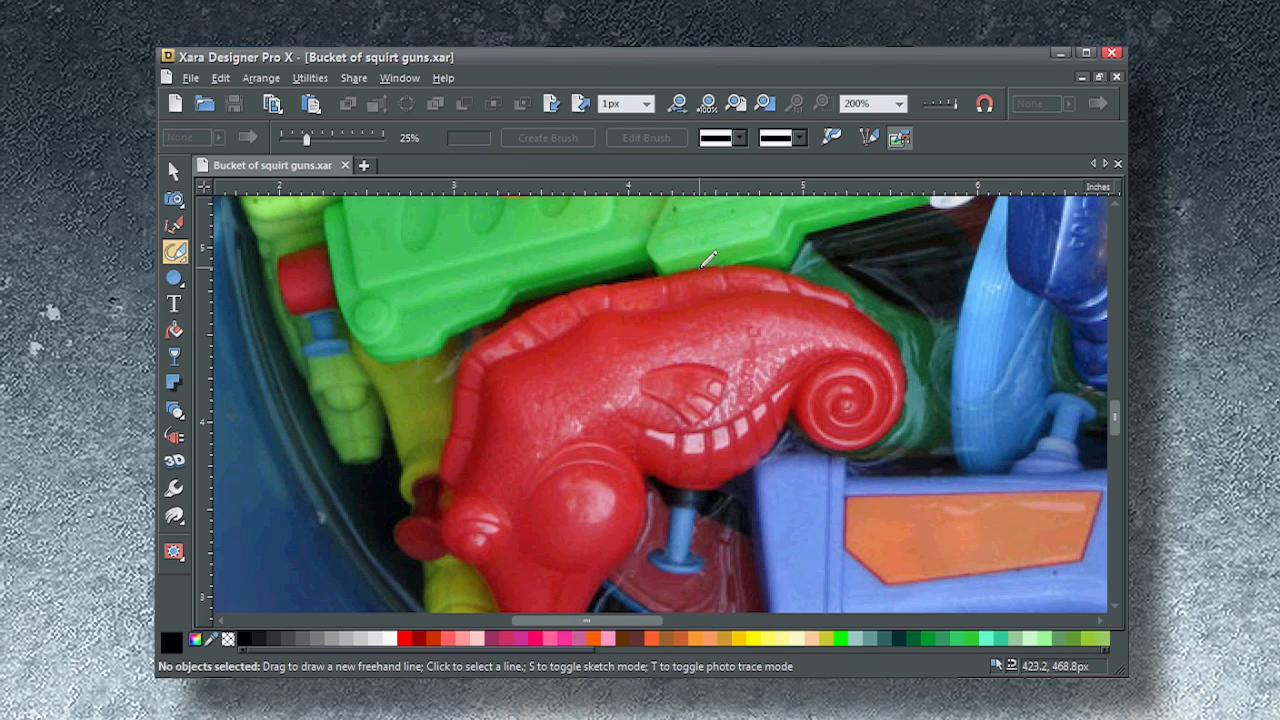 Xara Designer Pro X - [Bucket of squirt guns.xar]
File Edit Arrange Utilities Share Window Help
1px 200% None
None 25% Create Brush Edit Brush
Bucket of squirt guns.xar
2 3 4 5 6 Inches
5
4
3
No objects selected: Drag to draw a new freehand line; Click to select a line.; S to toggle sketch mode; T to toggle photo trace mode 423.2, 468.8px